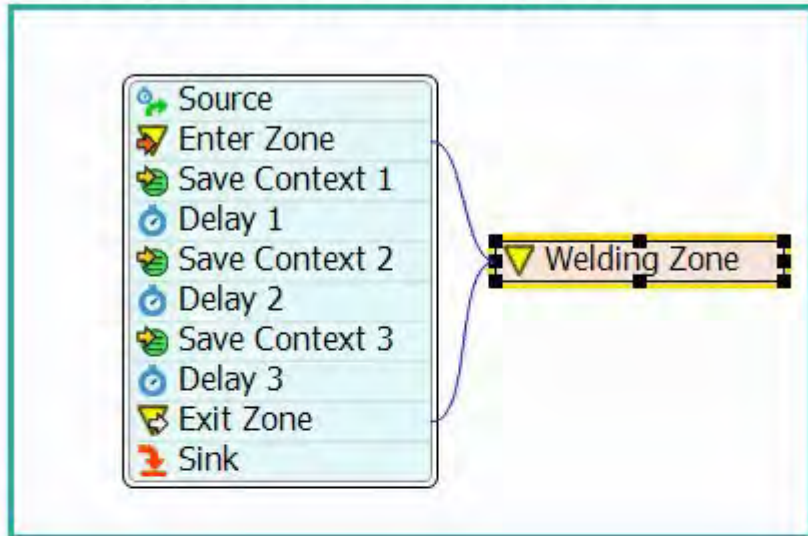 Source
Enter Zone
Save Context 1
Delay 1
Save Context 2
Delay 2
Save Context 3
Delay 3
Exit Zone
Sink
Welding Zone